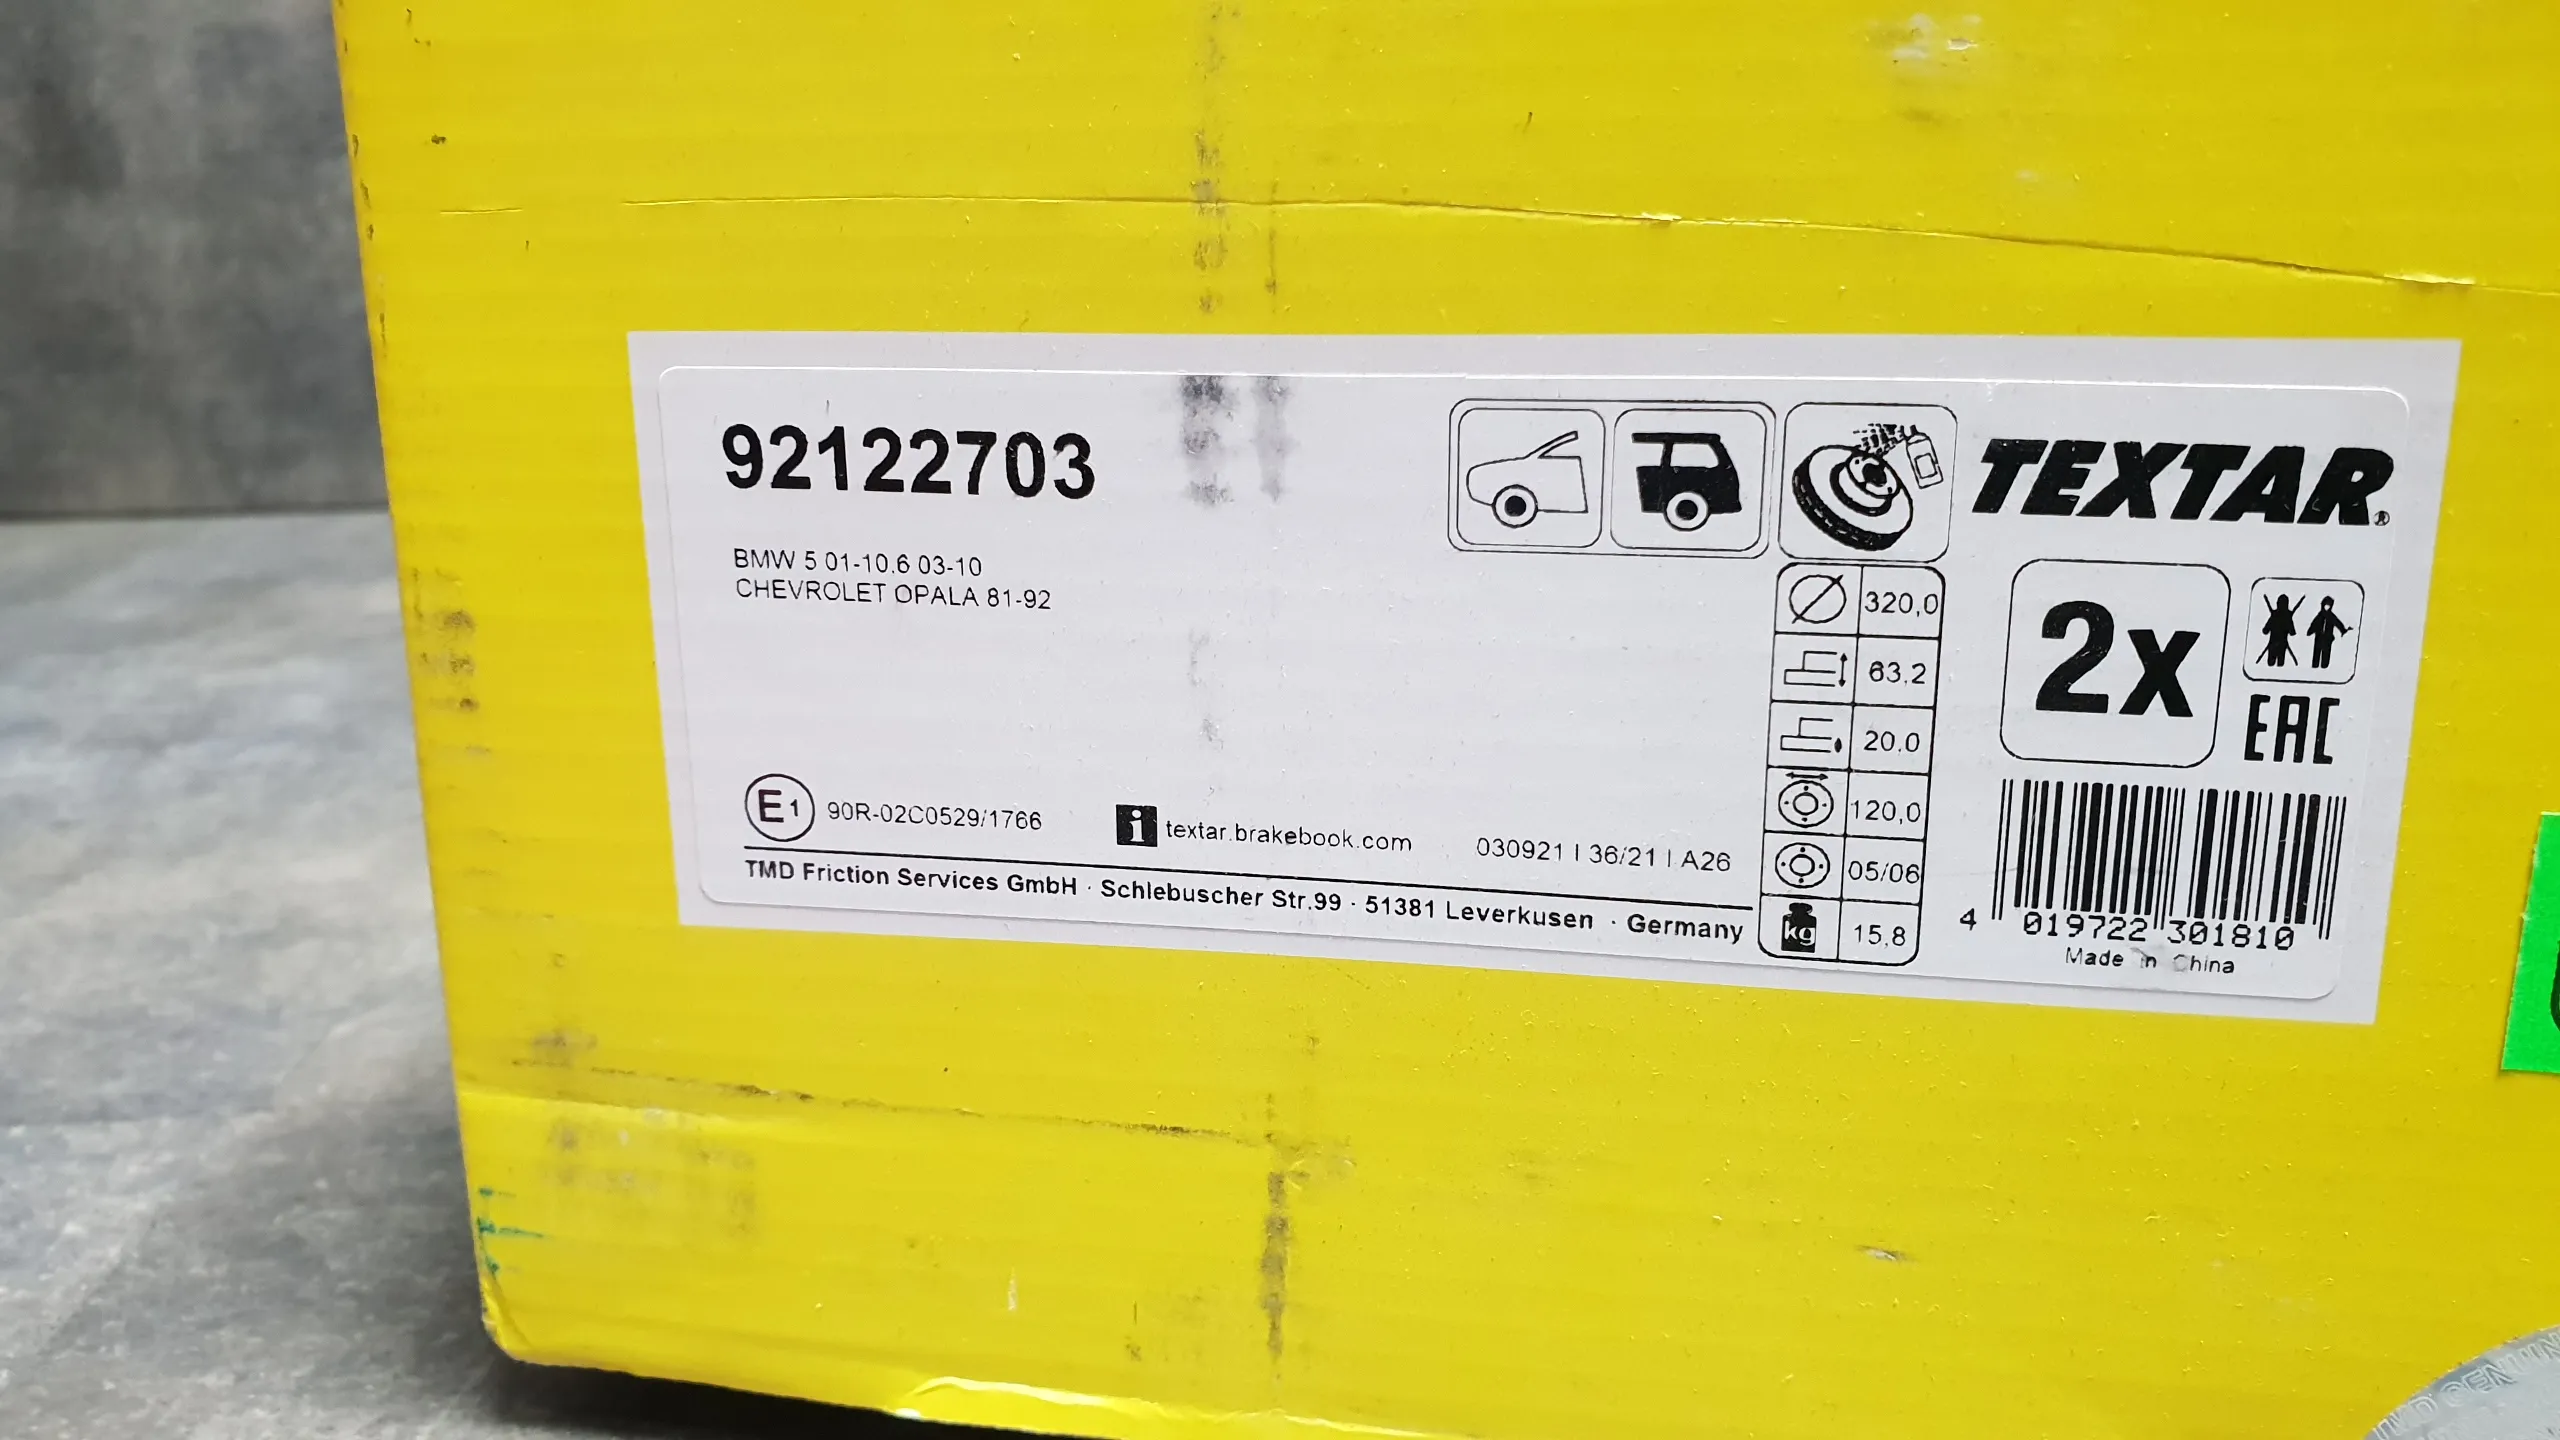 92122703
TEXTAR®
BMW 5 01-10.6 03-10
CHEVROLET OPALA 81-92
320,0
63,2
20,0
120,0
05/06
kg 15,8
2x
EAC
E1 90R-02C0529/1766
i textar.brakebook.com
030921 | 36/21 | A26
TMD Friction Services GmbH · Schlebuscher Str.99 · 51381 Leverkusen · Germany
4 019722 301810
Made in China